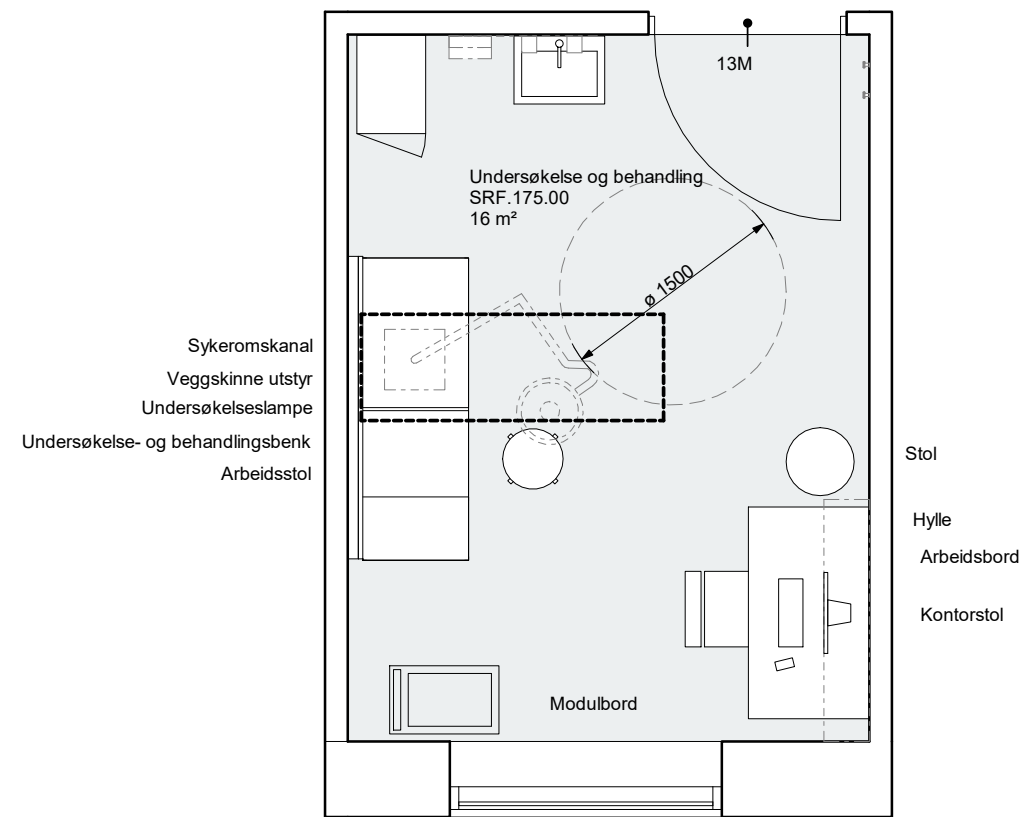 13M
Undersøkelse og behandling
SRF.175.00
16 m²
ø 1500
Sykeromskanal
Veggskinne utstyr
Undersøkelseslampe
Undersøkelse- og behandlingsbenk
Arbeidsstol
Stol
Hylle
Arbeidsbord
Kontorstol
Modulbord